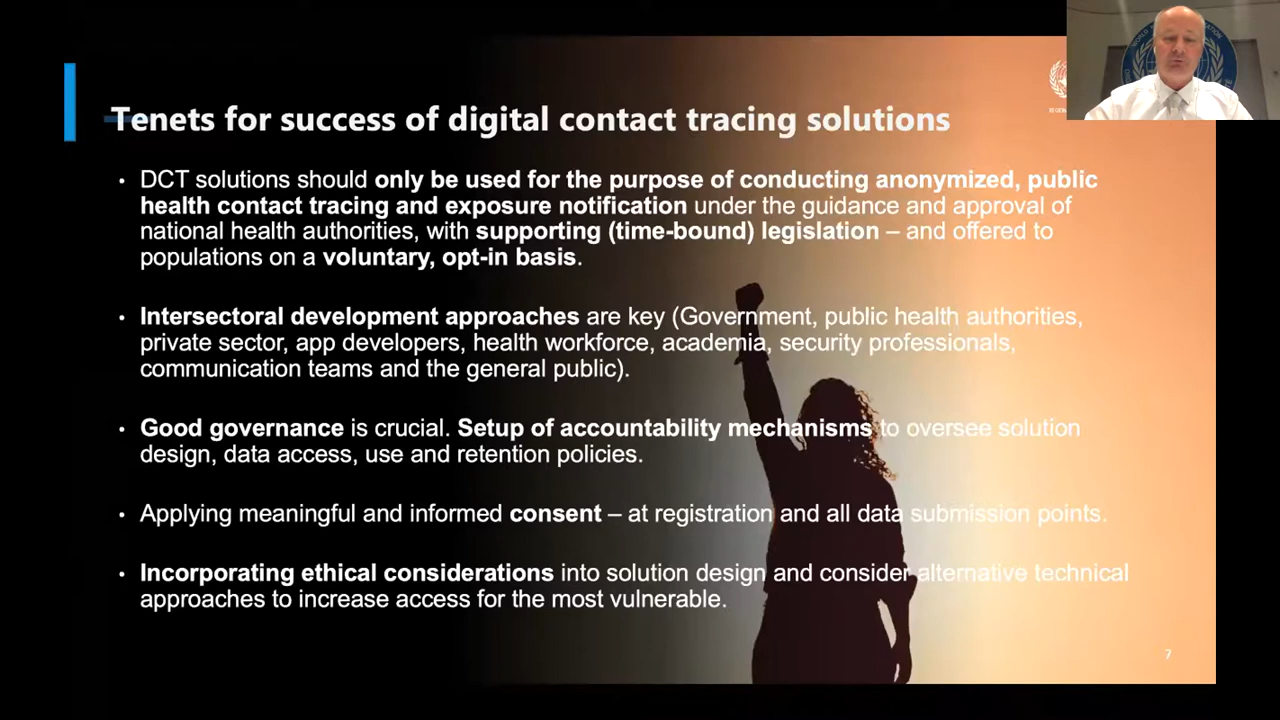 Tenets for success of digital contact tracing solutions
• DCT solutions should only be used for the purpose of conducting anonymized, public
health contact tracing and exposure notification under the guidance and approval of
national health authorities, with supporting (time-bound) legislation – and offered to
populations on a voluntary, opt-in basis.
• Intersectoral development approaches are key (Government, public health authorities,
private sector, app developers, health workforce, academia, security professionals,
communication teams and the general public).
• Good governance is crucial. Setup of accountability mechanisms to oversee solution
design, data access, use and retention policies.
• Applying meaningful and informed consent – at registration and all data submission points.
• Incorporating ethical considerations into solution design and consider alternative technical
approaches to increase access for the most vulnerable.
7